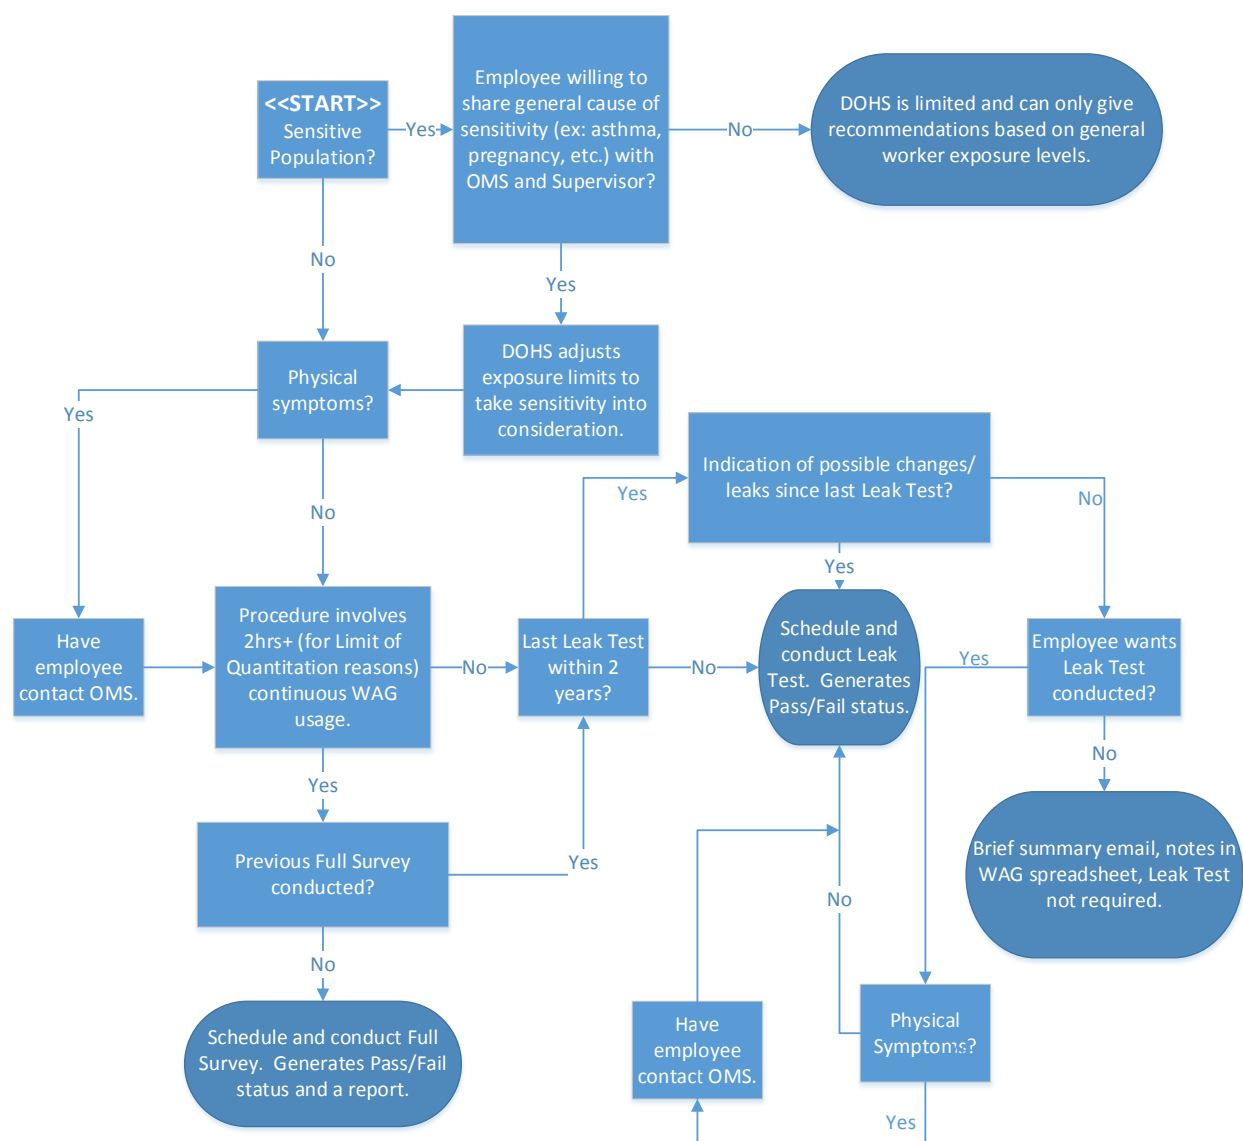 <<START>>
Sensitive
Population?
Yes
Employee willing to
share general cause of
sensitivity (ex: asthma,
pregnancy, etc.) with
OMS and Supervisor?
No
DOHS is limited and can only give
recommendations based on general
worker exposure levels.
No
Yes
Physical
symptoms?
DOHS adjusts
exposure limits to
take sensitivity into
consideration.
Yes
Indication of possible changes/
leaks since last Leak Test?
Yes
No
No
Yes
Have
employee
contact OMS.
Procedure involves
2hrs+ (for Limit of
Quantitation reasons)
continuous WAG
usage.
No
Last Leak Test
within 2
years?
No
Schedule and
conduct Leak
Test.  Generates
Pass/Fail status.
Yes
Employee wants
Leak Test
conducted?
No
Yes
Previous Full Survey
conducted?
Yes
Brief summary email, notes in
WAG spreadsheet, Leak Test
not required.
No
No
Schedule and conduct Full
Survey.  Generates Pass/Fail
status and a report.
Have
employee
contact OMS.
Physical
Symptoms?
Yes